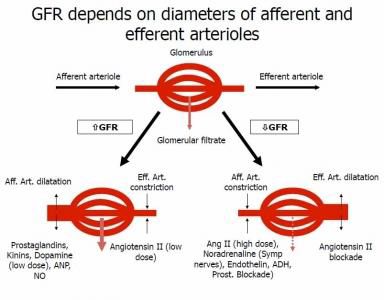 GFR depends on diameters of afferent and
efferent arterioles
Glomerulus
Afferent arteriole
Efferent arteriole
⇧GFR
⇩GFR
Glomerular filtrate
Aff. Art. dilatation
Eff. Art.
constriction
Aff. Art.
constriction
Eff. Art. dilatation
Prostaglandins,
Kinins, Dopamine
(low dose), ANP,
NO
Angiotensin II (low
dose)
Ang II (high dose),
Noradrenaline (Symp
nerves), Endothelin, ADH,
Prost. Blockade)
Angiotensin II
blockade